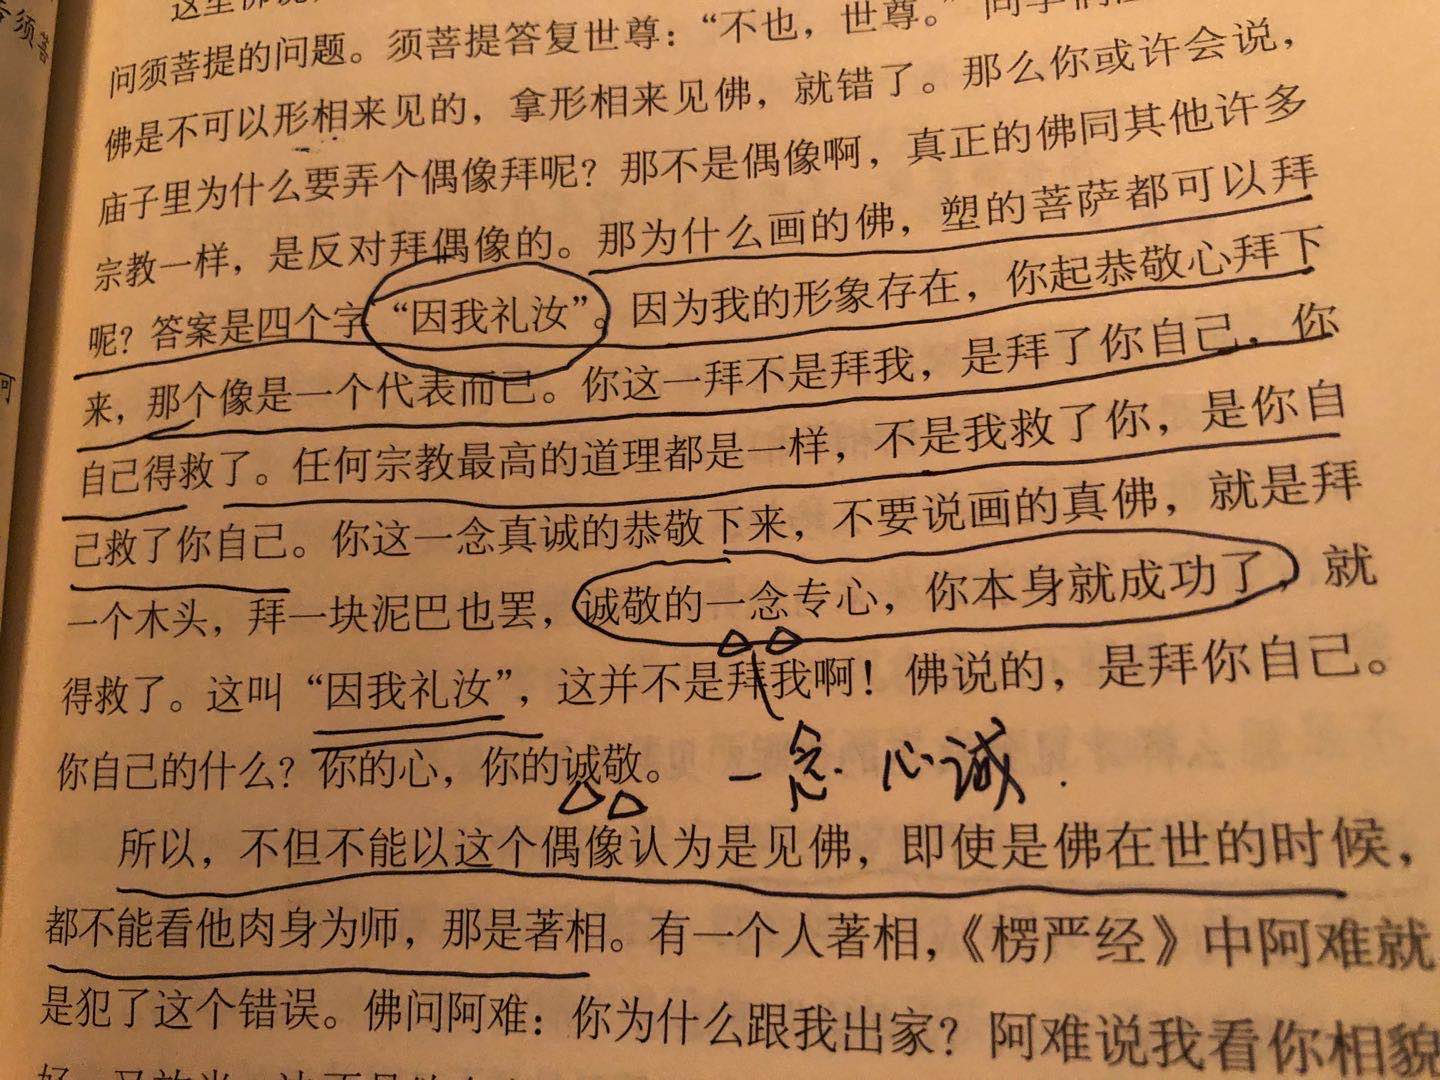 问须菩提的问题。须菩提答复世尊：“不也，世尊。”
佛是不可以形相来见的，拿形相来见佛，就错了。那么你或许会说，
庙子里为什么要弄个偶像拜呢？那不是偶像啊，真正的佛同其他许多
宗教一样，是反对拜偶像的。那为什么画的佛，塑的菩萨都可以拜
呢？答案是四个字“因我礼汝”。因为我的形象存在，你起恭敬心拜下
来，那个像是一个代表而已。你这一拜不是拜我，是拜了你自己，你
自己得救了。任何宗教最高的道理都是一样，不是我救了你，是你自
己救了你自己。你这一念真诚的恭敬下来，不要说画的真佛，就是拜
一个木头，拜一块泥巴也罢，诚敬的一念专心，你本身就成功了，就
得救了。这叫“因我礼汝”，这并不是拜我啊！佛说的，是拜你自己。
你自己的什么？你的心，你的诚敬。
一念 心诚
所以，不但不能以这个偶像认为是见佛，即使是佛在世的时候，
都不能看他肉身为师，那是著相。有一个人著相，《楞严经》中阿难就
是犯了这个错误。佛问阿难：你为什么跟我出家？阿难说我看你相貌